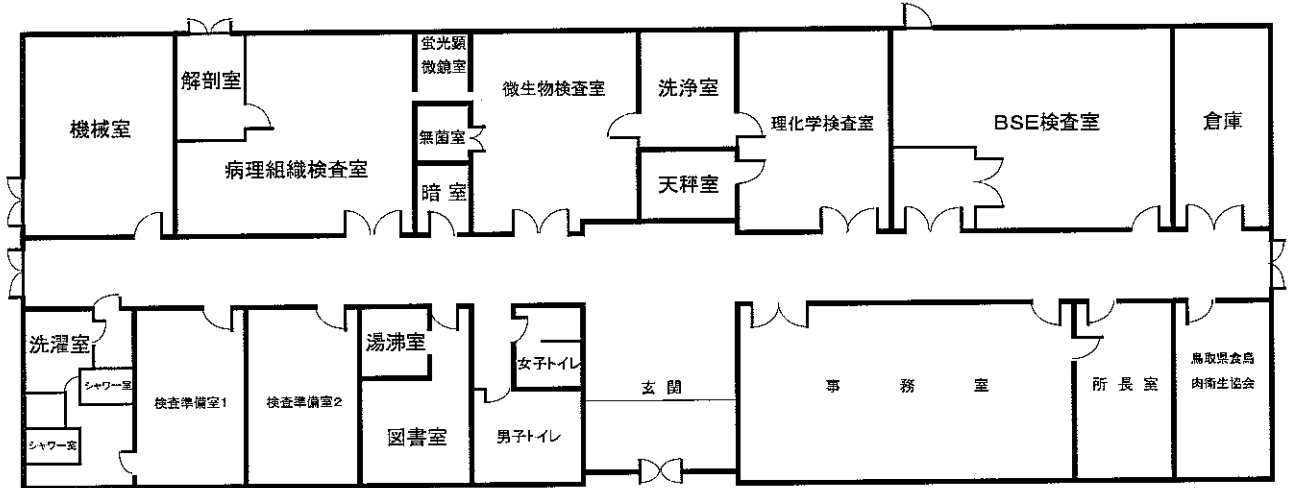 機械室
解剖室
病理組織検査室
蛍光顕
微鏡室
無菌室
暗室
微生物検査室
洗浄室
天秤室
理化学検査室
BSE検査室
倉庫
洗濯室
シャワー室
シャワー室
検査準備室1
検査準備室2
湯沸室
図書室
女子トイレ
男子トイレ
玄関
事務室
所長室
鳥取県食鳥
肉衛生協会